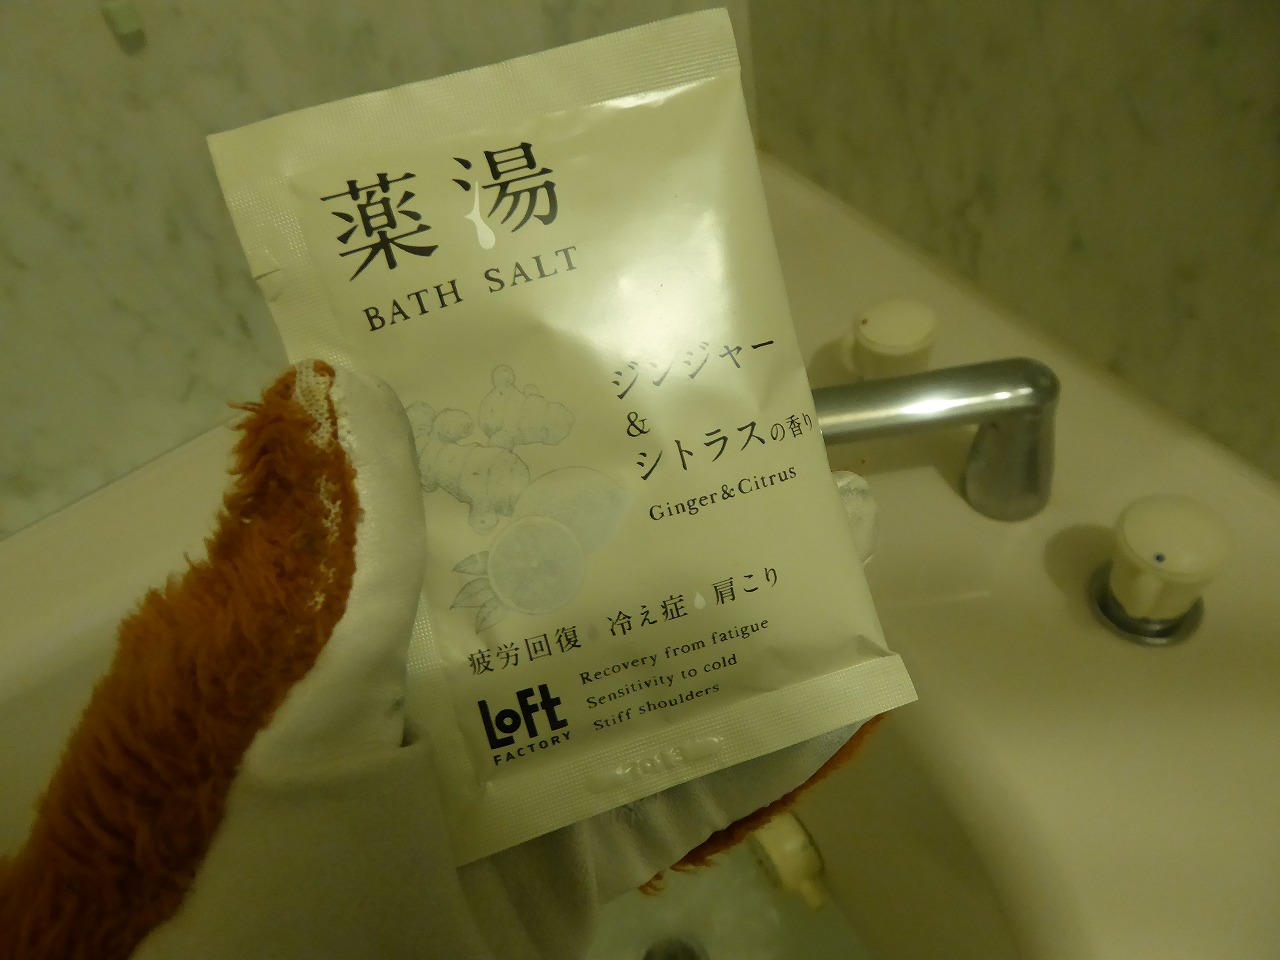 薬湯
BATH SALT
ジンジャー
&
シトラスの香り
Ginger&Citrus
疲労回復 冷え症 肩こり
Recovery from fatigue
Sensitivity to cold
Stiff shoulders
LOFT
FACTORY